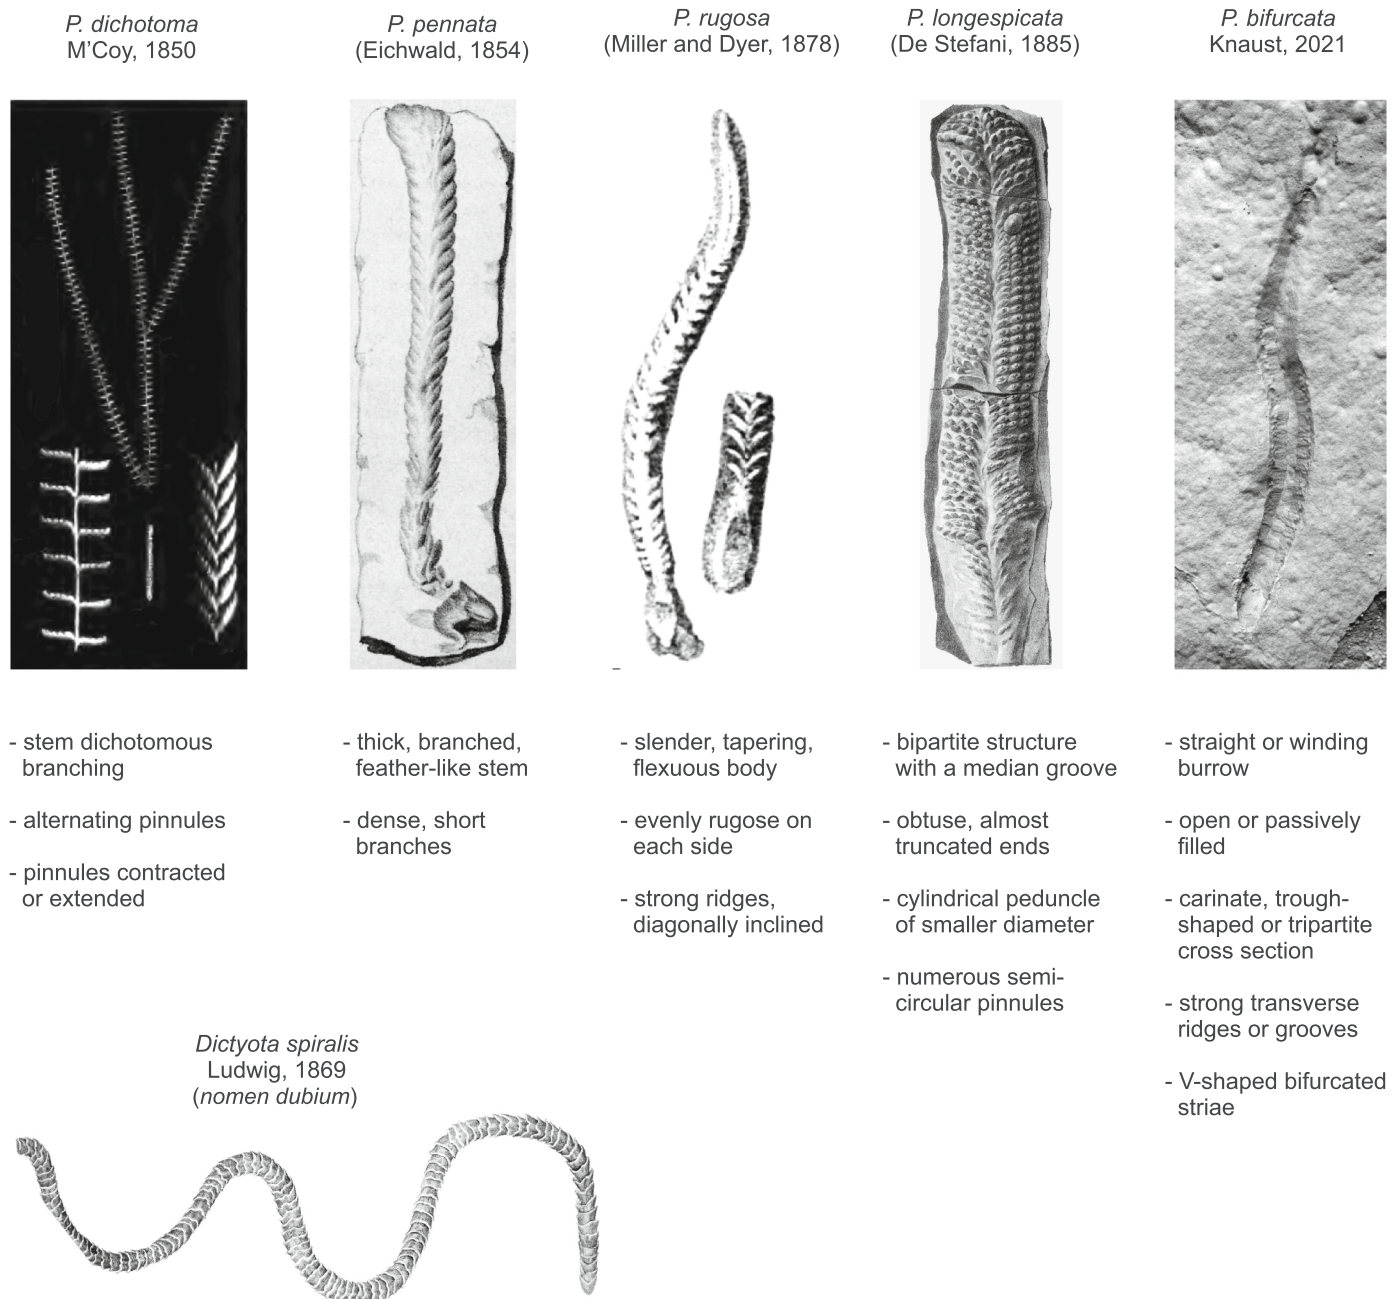 P. dichotoma
M’Coy, 1850
P. pennata
(Eichwald, 1854)
P. rugosa
(Miller and Dyer, 1878)
P. longespicata
(De Stefani, 1885)
P. bifurcata
Knaust, 2021
- stem dichotomous
branching
- alternating pinnules
- pinnules contracted
or extended
- thick, branched,
feather-like stem
- dense, short
branches
- slender, tapering,
flexuous body
- evenly rugose on
each side
- strong ridges,
diagonally inclined
- bipartite structure
with a median groove
- obtuse, almost
truncated ends
- cylindrical peduncle
of smaller diameter
- numerous semi-
circular pinnules
- straight or winding
burrow
- open or passively
filled
- carinate, trough-
shaped or tripartite
cross section
- strong transverse
ridges or grooves
- V-shaped bifurcated
striae
Dictyota spiralis
Ludwig, 1869
(nomen dubium)